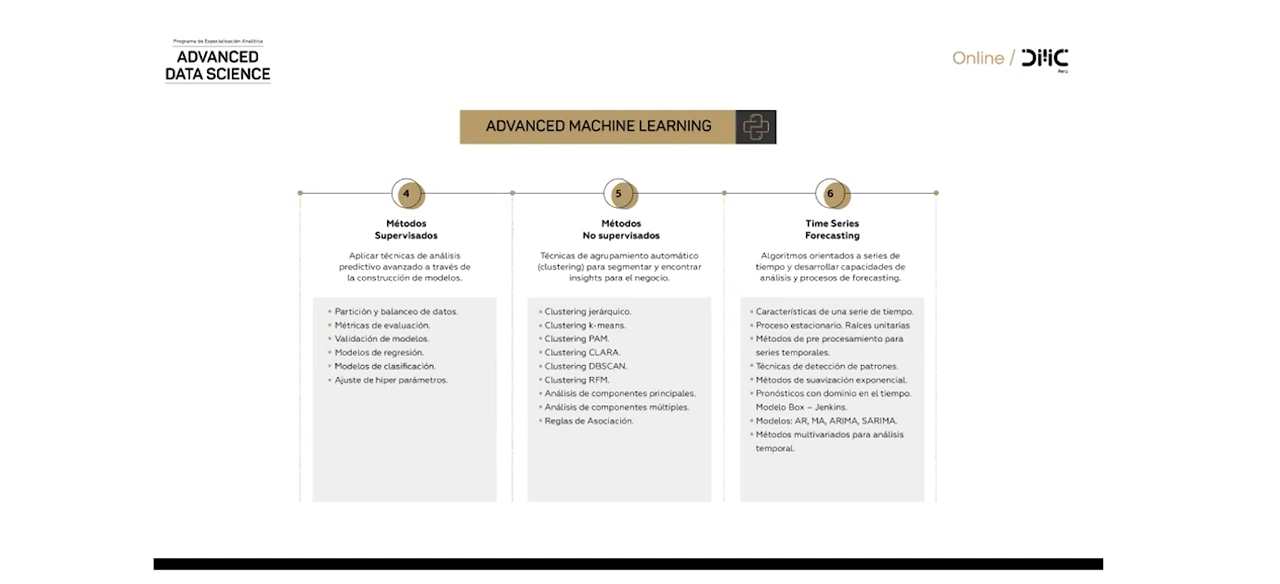 Programa de Especialización Analítica
ADVANCED
DATA SCIENCE
Online / DMC
Perú
ADVANCED MACHINE LEARNING
4
Métodos
Supervisados
Aplicar técnicas de análisis
predictivo avanzado a través de
la construcción de modelos.
• Partición y balanceo de datos.
• Métricas de evaluación.
• Validación de modelos.
• Modelos de regresión.
• Modelos de clasificación.
• Ajuste de hiper parámetros.
5
Métodos
No supervisados
Técnicas de agrupamiento automático
(clustering) para segmentar y encontrar
insights para el negocio.
• Clustering jerárquico.
• Clustering k-means.
• Clustering PAM.
• Clustering CLARA.
• Clustering DBSCAN.
• Clustering RFM.
• Análisis de componentes principales.
• Análisis de componentes múltiples.
• Reglas de Asociación.
6
Time Series
Forecasting
Algoritmos orientados a series de
tiempo y desarrollar capacidades de
análisis y procesos de forecasting.
• Características de una serie de tiempo.
• Proceso estacionario. Raíces unitarias
• Métodos de pre procesamiento para
series temporales.
• Técnicas de detección de patrones.
• Métodos de suavización exponencial.
• Pronósticos con dominio en el tiempo.
Modelo Box – Jenkins.
• Modelos: AR, MA, ARIMA, SARIMA.
• Métodos multivariados para análisis
temporal.